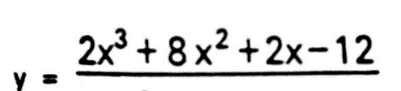 y = 2x³ + 8x² + 2x − 12